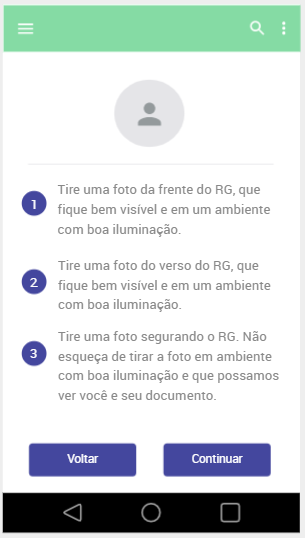 1
Tire uma foto da frente do RG, que
fique bem visível e em um ambiente
com boa iluminação.
2
Tire uma foto do verso do RG, que
fique bem visível e em um ambiente
com boa iluminação.
3
Tire uma foto segurando o RG. Não
esqueça de tirar a foto em ambiente
com boa iluminação e que possamos
ver você e seu documento.
Voltar
Continuar